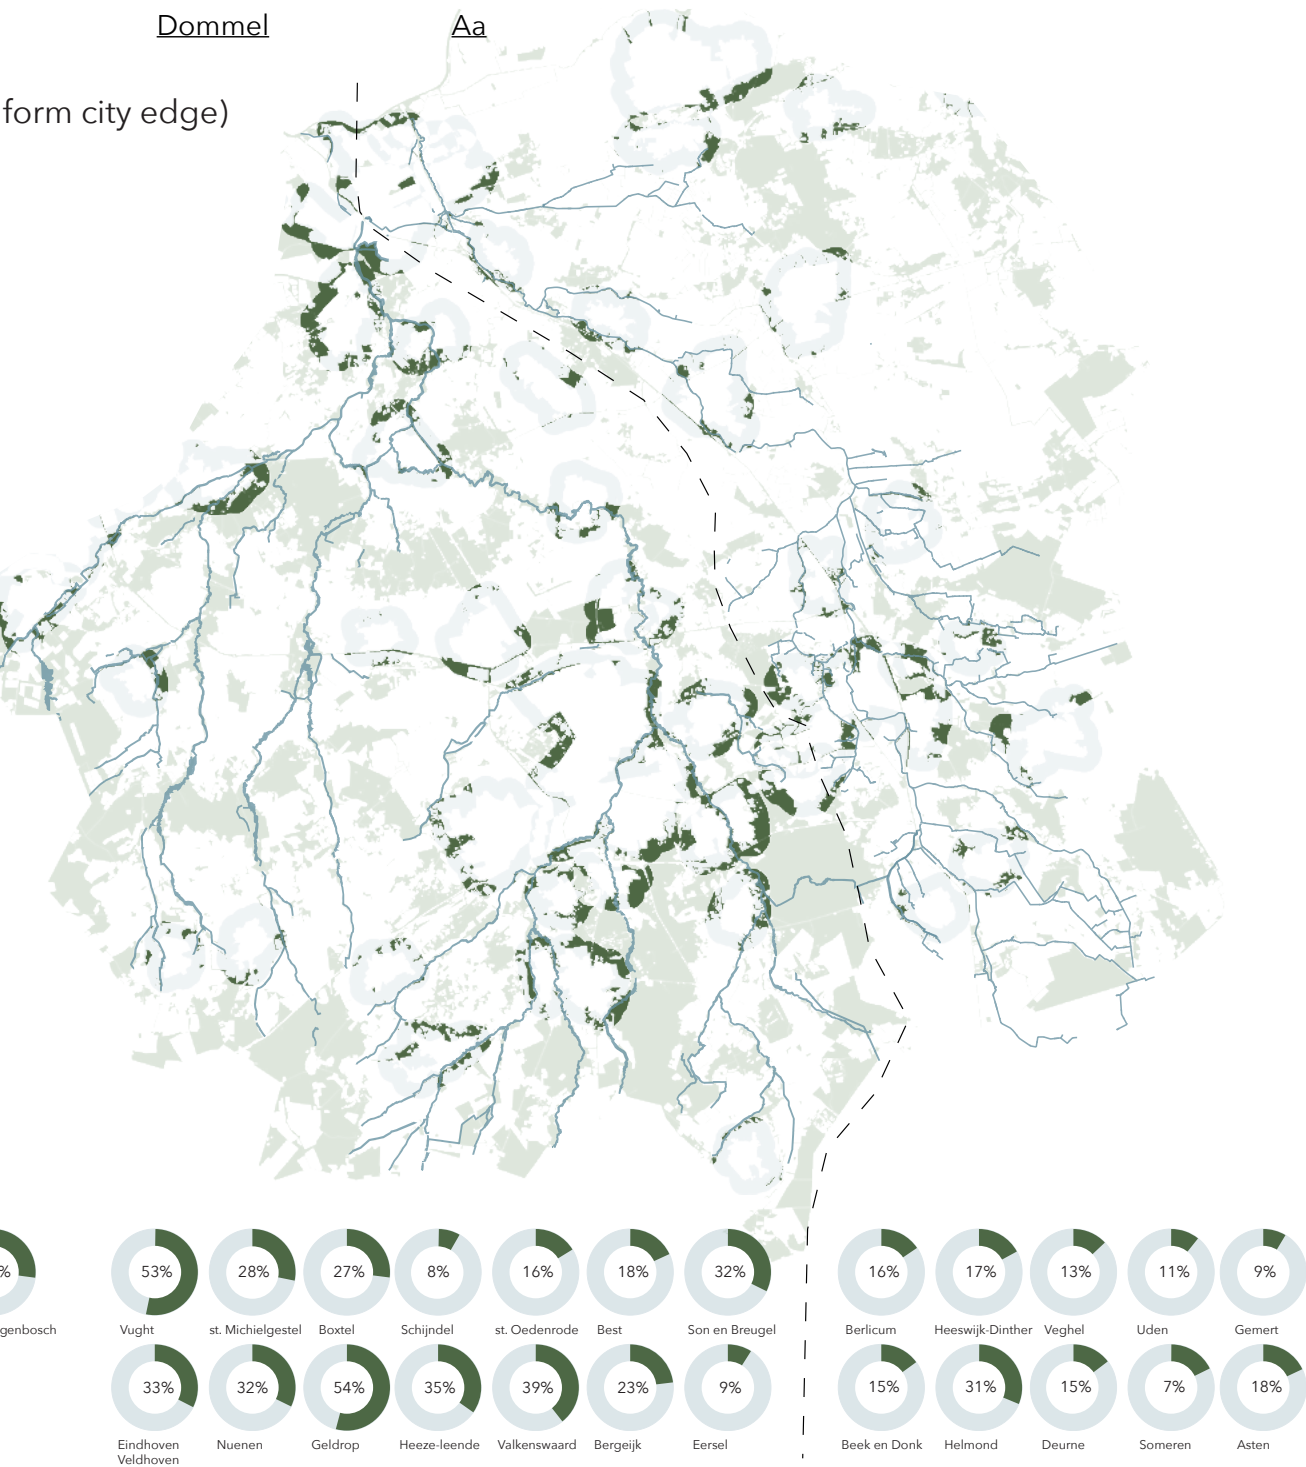 Dommel
Aa
form city edge)
%
53%
28%
27%
8%
16%
18%
32%
16%
17%
13%
11%
9%
genbosch
Vught
st. Michielgestel
Boxtel
Schijndel
st. Oedenrode
Best
Son en Breugel
Berlicum
Heeswijk-Dinther
Veghel
Uden
Gemert
33%
32%
54%
35%
39%
23%
9%
15%
31%
15%
7%
18%
Eindhoven
Veldhoven
Nuenen
Geldrop
Heeze-leende
Valkenswaard
Bergeijk
Eersel
Beek en Donk
Helmond
Deurne
Someren
Asten